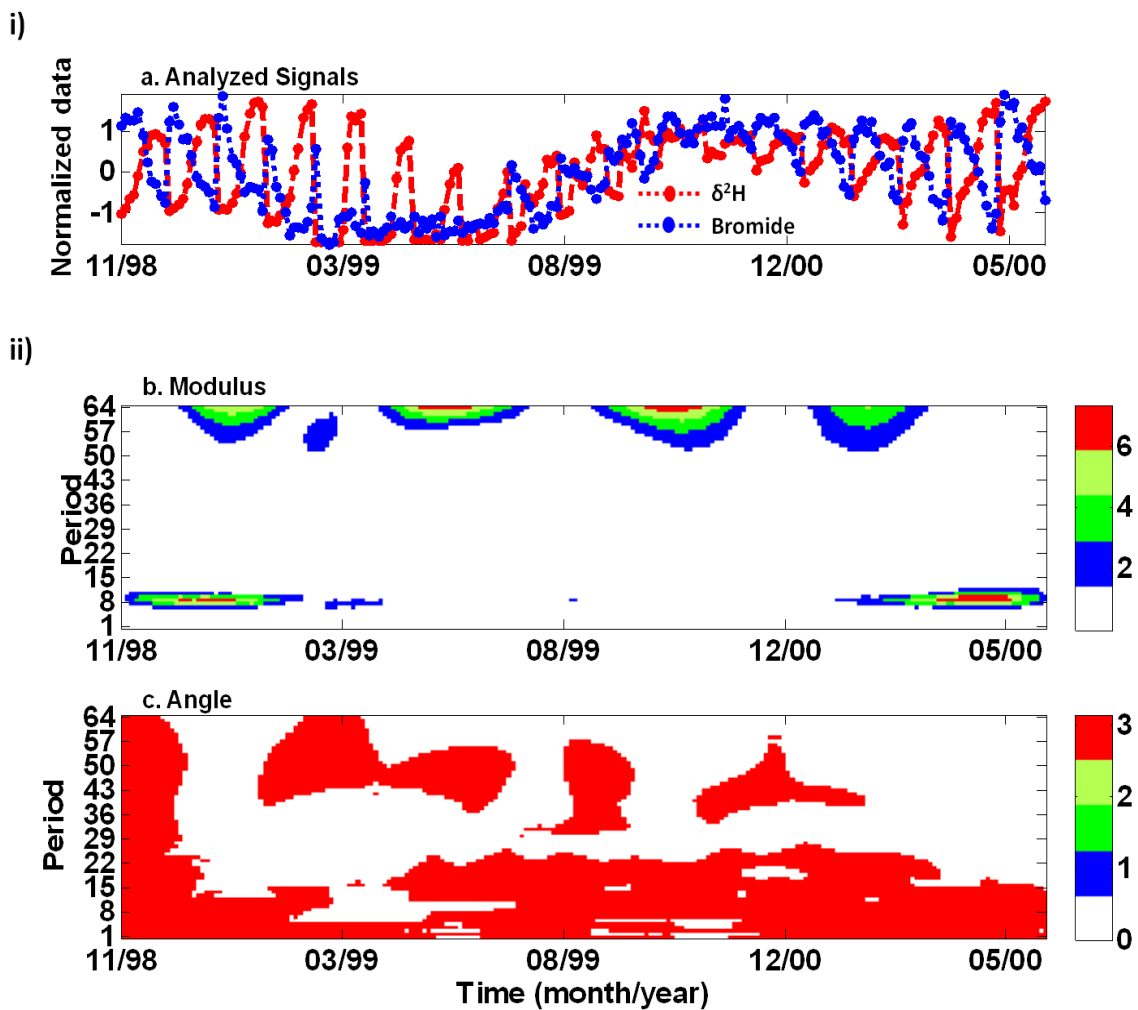 i)
a. Analyzed Signals
Normalized data
1
0
-1
δ²H
Bromide
11/98 03/99 08/99 12/00 05/00
ii)
b. Modulus
Period
64
57
50
43
36
29
22
15
8
1
11/98 03/99 08/99 12/00 05/00
6
4
2
c. Angle
Period
64
57
50
43
36
29
22
15
8
1
11/98 03/99 08/99 12/00 05/00
3
2
1
0
Time (month/year)